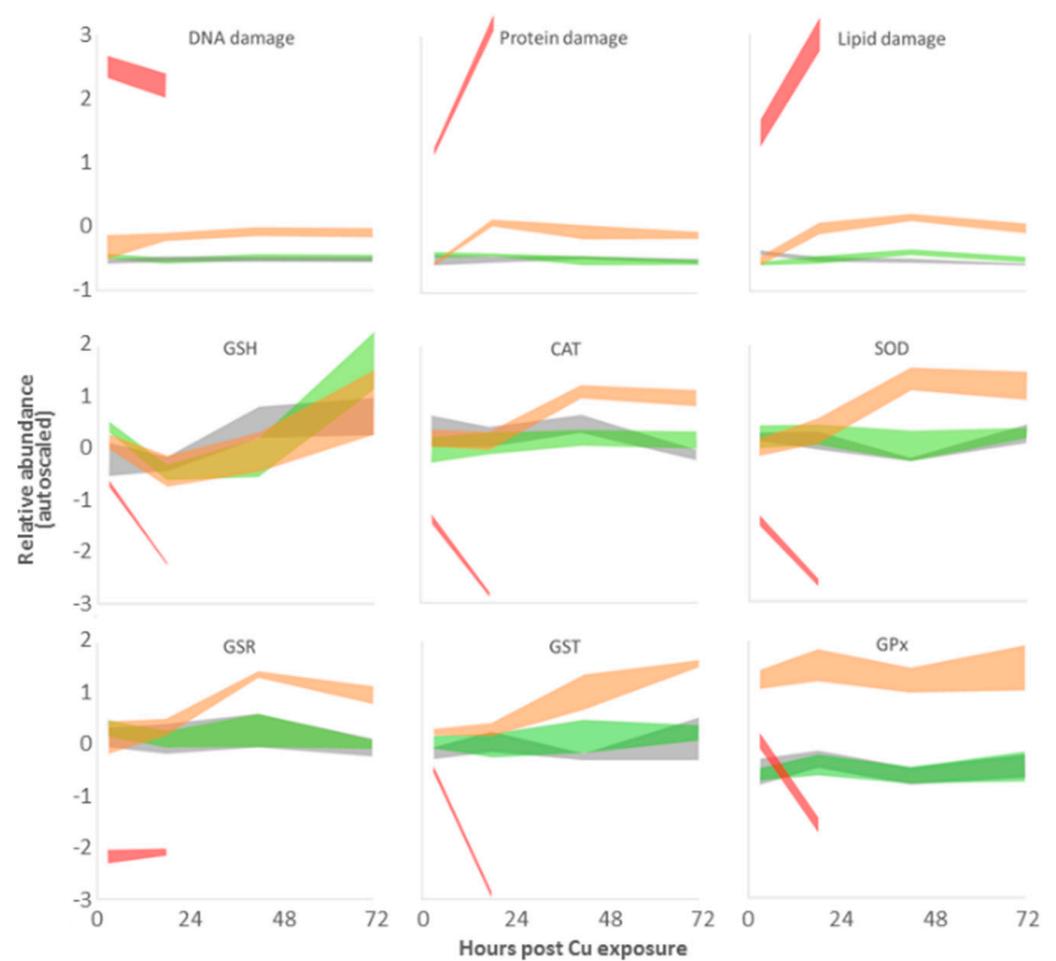 DNA damage
Protein damage
Lipid damage
3
2
1
0
-1
GSH
CAT
SOD
2
1
0
-1
-2
-3
Relative abundance
(autoscaled)
GSR
GST
GPx
2
1
0
-1
-2
-3
0 24 48 72
0 24 48 72
0 24 48 72
Hours post Cu exposure